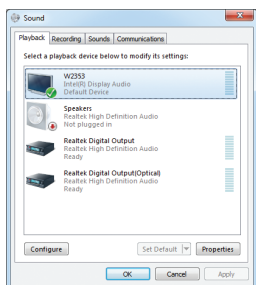 Sound
Playback Recording Sounds Communications
Select a playback device below to modify its settings:
W2353
Intel(R) Display Audio
Default Device
Speakers
Realtek High Definition Audio
Not plugged in
Realtek Digital Output
Realtek High Definition Audio
Ready
Realtek Digital Output(Optical)
Realtek High Definition Audio
Ready
Configure Set Default Properties
OK Cancel Apply